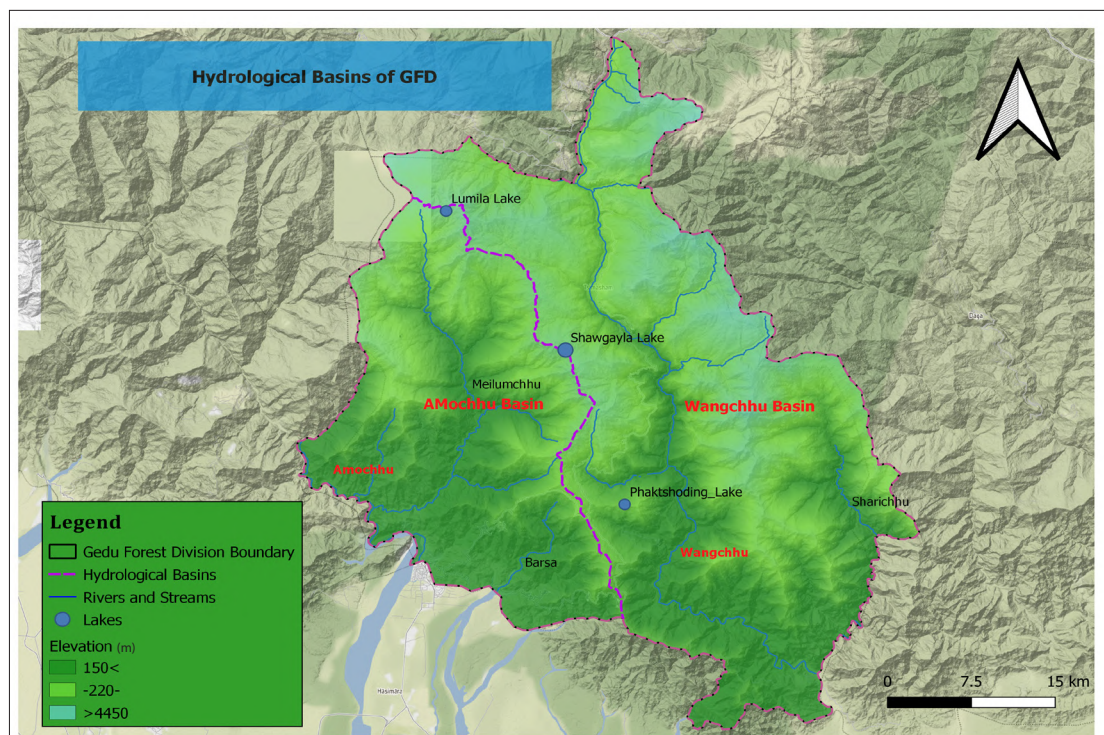 Hydrological Basins of GFD
Lumila Lake
Daga
Shawgayla Lake
Meilumchhu
AMochhu Basin
Wangchhu Basin
Amochhu
Phaktshoding_Lake
Sharichhu
Wangchhu
Barsa
Hasimara
Legend
Gedu Forest Division Boundary
Hydrological Basins
Rivers and Streams
Lakes
Elevation (m)
150<
-220-
>4450
0 7.5 15 km